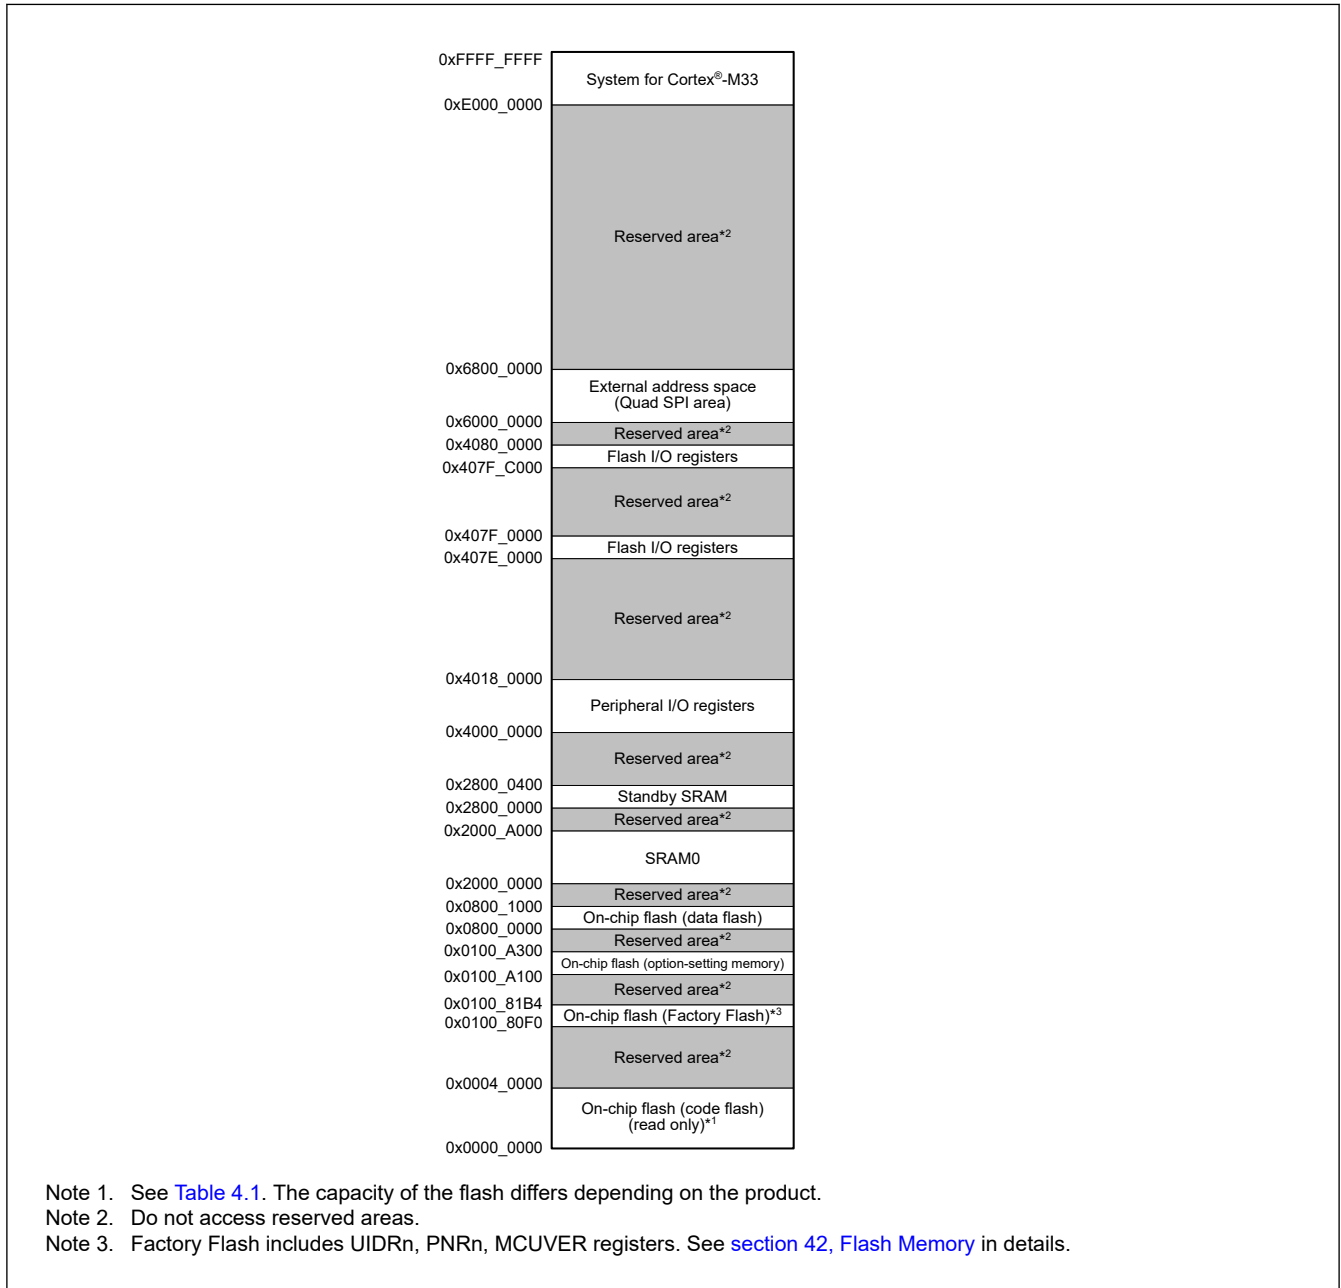 0xFFFF_FFFF
System for Cortex®-M33
0xE000_0000
Reserved area*2
0x6800_0000
External address space
(Quad SPI area)
0x6000_0000
Reserved area*2
0x4080_0000
Flash I/O registers
0x407F_C000
Reserved area*2
0x407F_0000
Flash I/O registers
0x407E_0000
Reserved area*2
0x4018_0000
Peripheral I/O registers
0x4000_0000
Reserved area*2
0x2800_0400
Standby SRAM
0x2800_0000
Reserved area*2
0x2000_A000
SRAM0
0x2000_0000
Reserved area*2
0x0800_1000
On-chip flash (data flash)
0x0800_0000
Reserved area*2
0x0100_A300
On-chip flash (option-setting memory)
0x0100_A100
Reserved area*2
0x0100_81B4
On-chip flash (Factory Flash)*3
0x0100_80F0
Reserved area*2
0x0004_0000
On-chip flash (code flash)
(read only)*1
0x0000_0000
Note 1. See Table 4.1. The capacity of the flash differs depending on the product.
Note 2. Do not access reserved areas.
Note 3. Factory Flash includes UIDRn, PNRn, MCUVER registers. See section 42, Flash Memory in details.